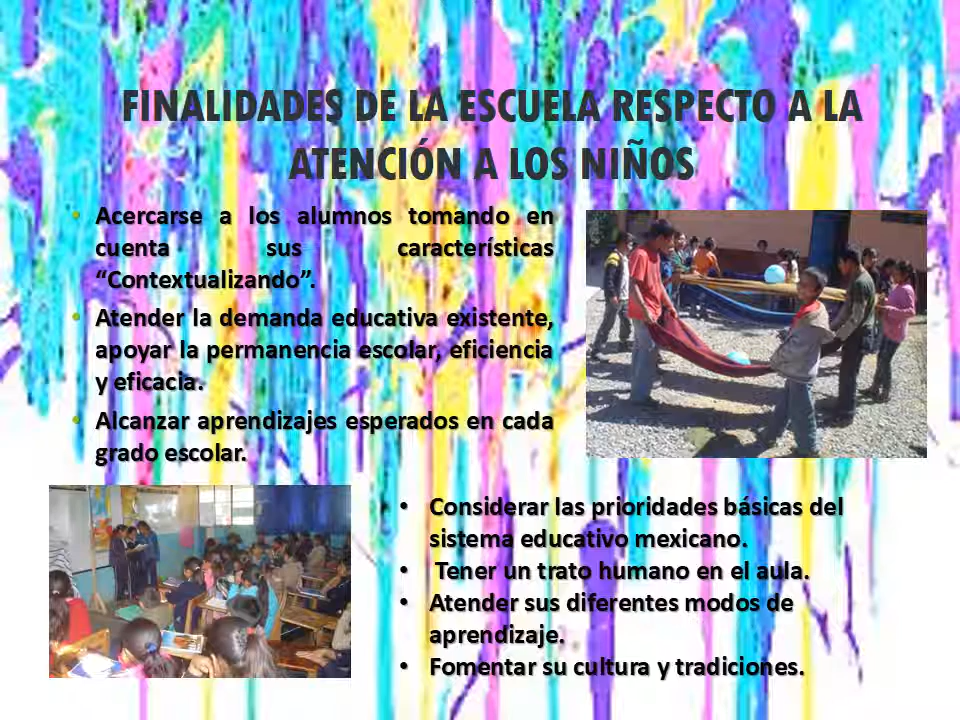 FINALIDADES DE LA ESCUELA RESPECTO A LA
ATENCIÓN A LOS NIÑOS
• Acercarse a los alumnos tomando en
cuenta sus características
“Contextualizando”.
• Atender la demanda educativa existente,
apoyar la permanencia escolar, eficiencia
y eficacia.
• Alcanzar aprendizajes esperados en cada
grado escolar.
• Considerar las prioridades básicas del
sistema educativo mexicano.
• Tener un trato humano en el aula.
• Atender sus diferentes modos de
aprendizaje.
• Fomentar su cultura y tradiciones.